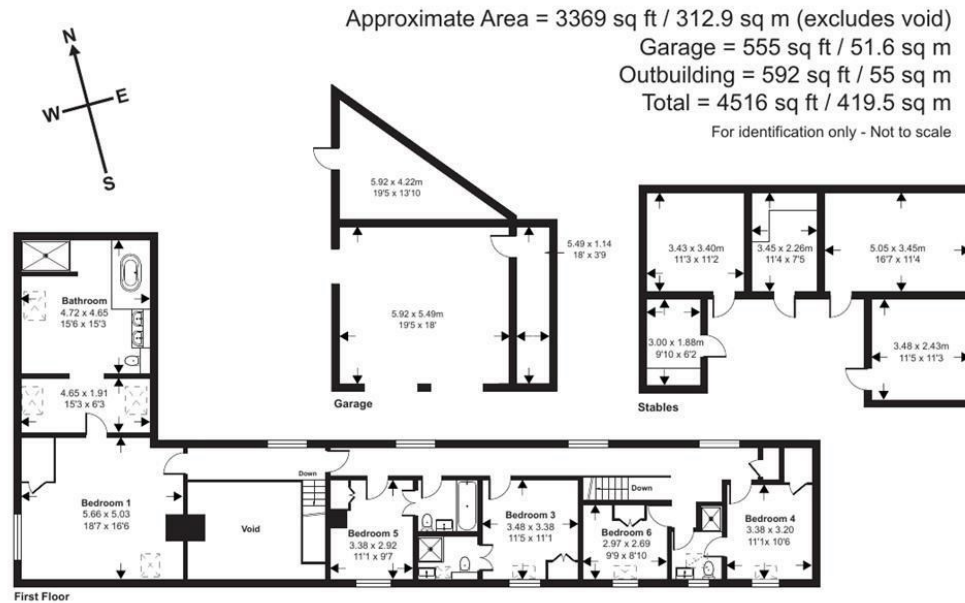 Approximate Area = 3369 sq ft / 312.9 sq m (excludes void)
Garage = 555 sq ft / 51.6 sq m
Outbuilding = 592 sq ft / 55 sq m
Total = 4516 sq ft / 419.5 sq m
For identification only - Not to scale
N
W
E
S
5.92 x 4.22m
19'5 x 13'10
5.49 x 1.14
18' x 3'9
5.92 x 5.49m
19'5 x 18'
Garage
3.43 x 3.40m
11'3 x 11'2
3.45 x 2.26m
11'4 x 7'5
5.05 x 3.45m
16'7 x 11'4
3.00 x 1.88m
9'10 x 6'2
3.48 x 2.43m
11'5 x 11'3
Stables
Bathroom
4.72 x 4.65
15'6 x 15'3
4.65 x 1.91
15'3 x 6'3
Bedroom 1
5.66 x 5.03
18'7 x 16'6
Down
Void
Bedroom 5
3.38 x 2.92
11'1 x 9'7
Bedroom 3
3.48 x 3.38
11'5 x 11'1
Down
Bedroom 6
2.97 x 2.69
9'9 x 8'10
Bedroom 4
3.38 x 3.20
11'1 x 10'6
First Floor